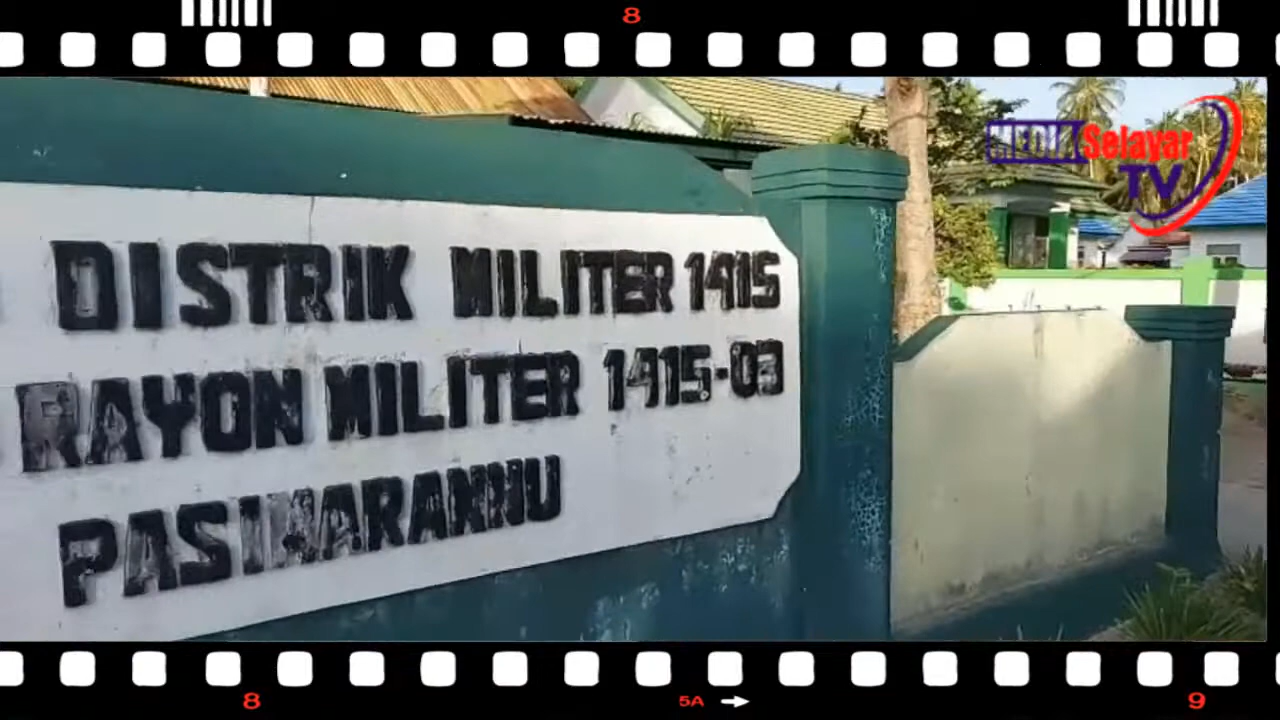 8
MEDIA Selayar
TV
DISTRIK MILITER 1415
RAYON MILITER 1415-03
PASIMARANNU
8
5A
9